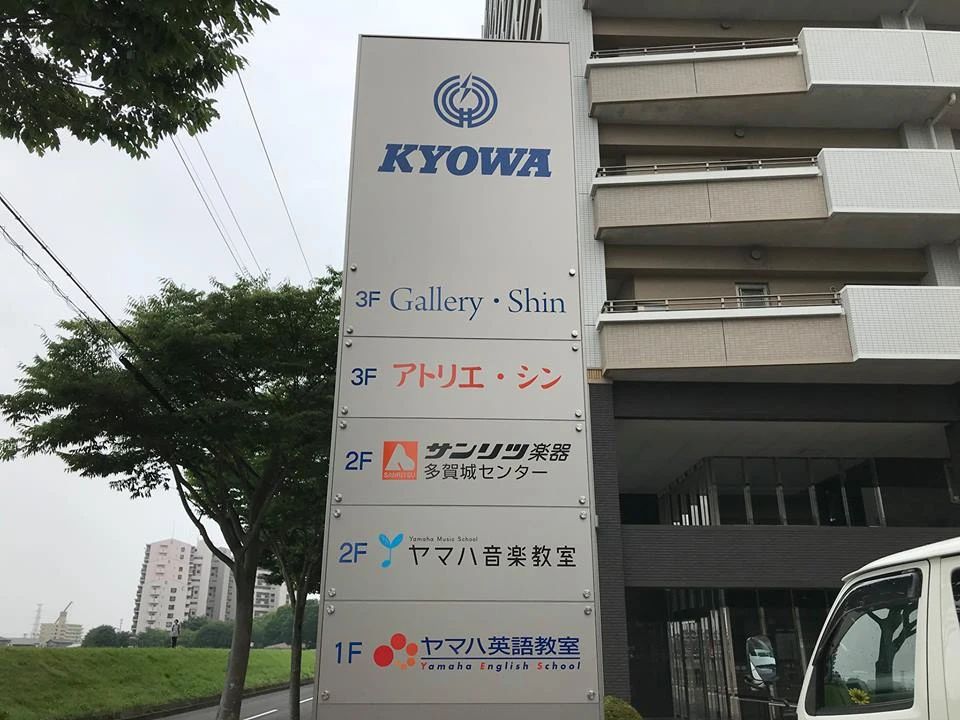 KYOWA
3F Gallery・Shin
3F アトリエ・シン
2F SANRITSU サンリツ楽器
多賀城センター
Yamaha Music School
2F ヤマハ音楽教室
1F ヤマハ英語教室
Yamaha English School